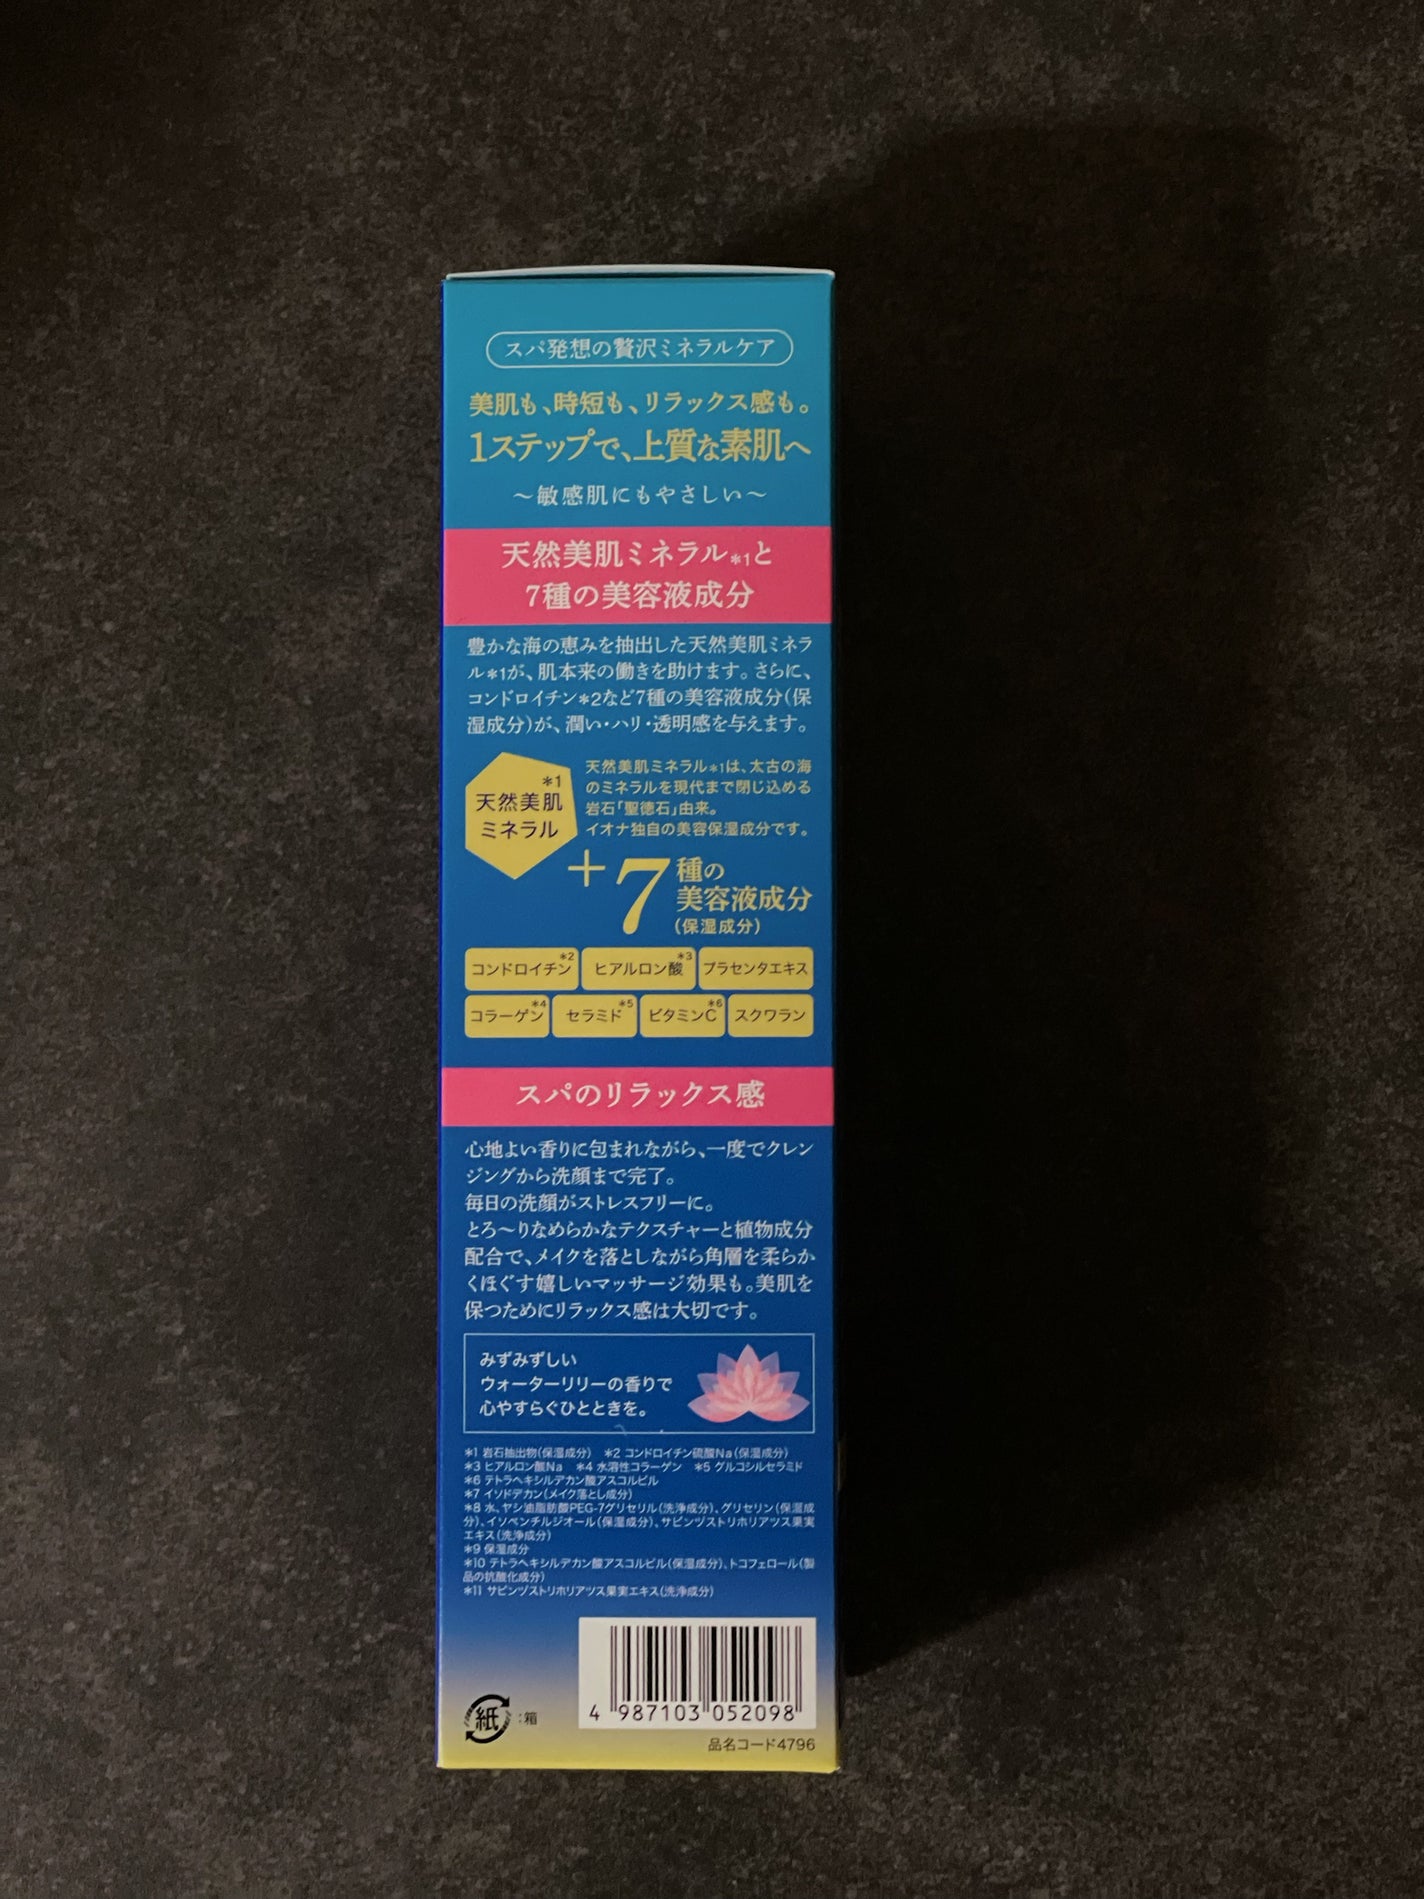 スパ発想の贅沢ミネラルケア
美肌も、時短も、リラックス感も。
1ステップで、上質な素肌へ
〜敏感肌にもやさしい〜
天然美肌ミネラル*1と
7種の美容液成分
豊かな海の恵みを抽出した天然美肌ミネラ
ル*1が、肌本来の働きを助けます。さらに、
コンドロイチン*2など7種の美容液成分(保
湿成分)が、潤い・ハリ・透明感を与えます。
*1
天然美肌
ミネラル
天然美肌ミネラル*1は、太古の海
のミネラルを現代まで閉じ込める
岩石「聖徳石」由来。
イオナ独自の美容保湿成分です。
+7種の
美容液成分
(保湿成分)
コンドロイチン*2 ヒアルロン酸*3 プラセンタエキス
コラーゲン*4 セラミド*5 ビタミンC*6 スクワラン
スパのリラックス感
心地よい香りに包まれながら、一度でクレン
ジングから洗顔まで完了。
毎日の洗顔がストレスフリーに。
とろ〜りなめらかなテクスチャーと植物成分
配合で、メイクを落としながら角層を柔らか
くほぐす嬉しいマッサージ効果も。美肌を
保つためにリラックス感は大切です。
みずみずしい
ウォーターリリーの香りで
心やすらぐひとときを。
*1 岩石抽出物(保湿成分) *2 コンドロイチン硫酸Na(保湿成分)
*3 ヒアルロン酸Na *4 水溶性コラーゲン *5 グルコシルセラミド
*6 テトラヘキシルデカン酸アスコルビル
*7 イソドデカン(メイク落とし成分)
*8 水、ヤシ油脂肪酸PEG-7グリセリル(洗浄成分)、グリセリン(保湿成
分)、イソペンチルジオール(保湿成分)、サピンヅストリホリアツス果実
エキス(洗浄成分)
*9 保湿成分
*10 テトラヘキシルデカン酸アスコルビル(保湿成分)、トコフェロール(製
品の抗酸化成分)
*11 サピンヅストリホリアツス果実エキス(洗浄成分)
紙:箱
4 987103 052098
品名コード4796